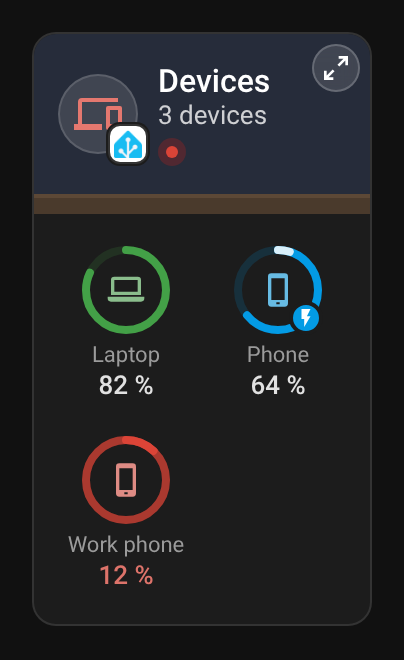 Devices
3 devices
Laptop
82 %
Phone
64 %
Work phone
12 %